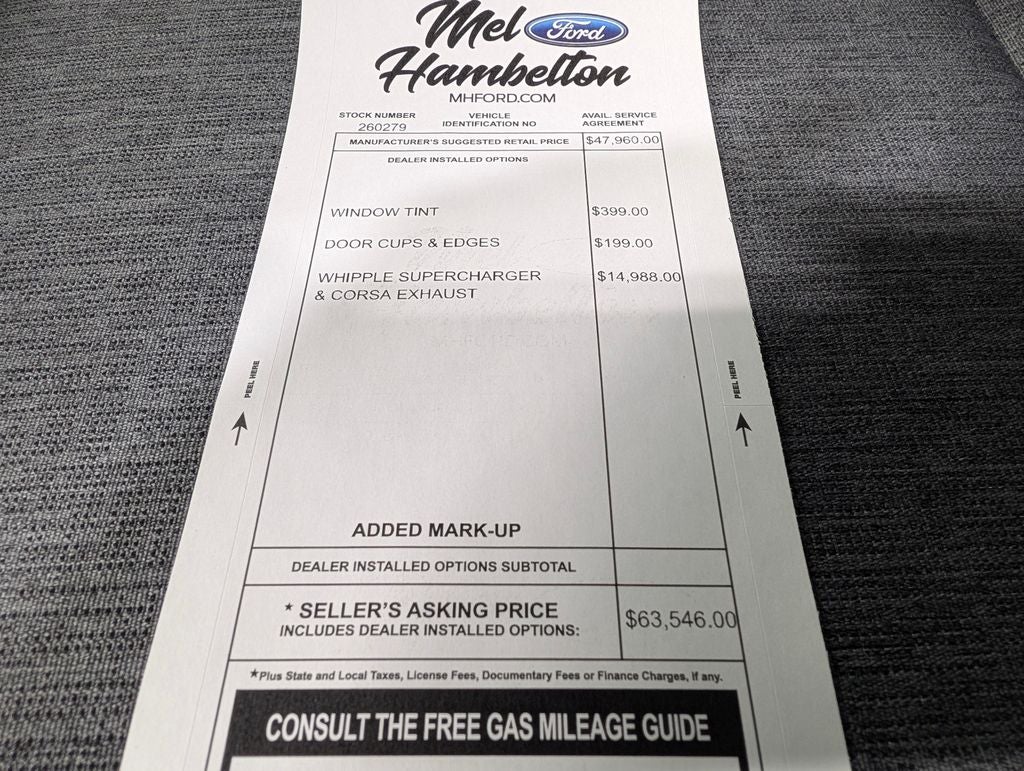 Mel Ford
Hambelton
MHFORD.COM
STOCK NUMBER
260279
VEHICLE
IDENTIFICATION NO
AVAIL. SERVICE
AGREEMENT
MANUFACTURER'S SUGGESTED RETAIL PRICE $47,960.00
DEALER INSTALLED OPTIONS
WINDOW TINT $399.00
DOOR CUPS & EDGES $199.00
WHIPPLE SUPERCHARGER $14,988.00
& CORSA EXHAUST
MHFORD.COM
PEEL HERE
PEEL HERE
ADDED MARK-UP
DEALER INSTALLED OPTIONS SUBTOTAL
* SELLER'S ASKING PRICE $63,546.00
INCLUDES DEALER INSTALLED OPTIONS:
*Plus State and Local Taxes, License Fees, Documentary Fees or Finance Charges, if any.
CONSULT THE FREE GAS MILEAGE GUIDE